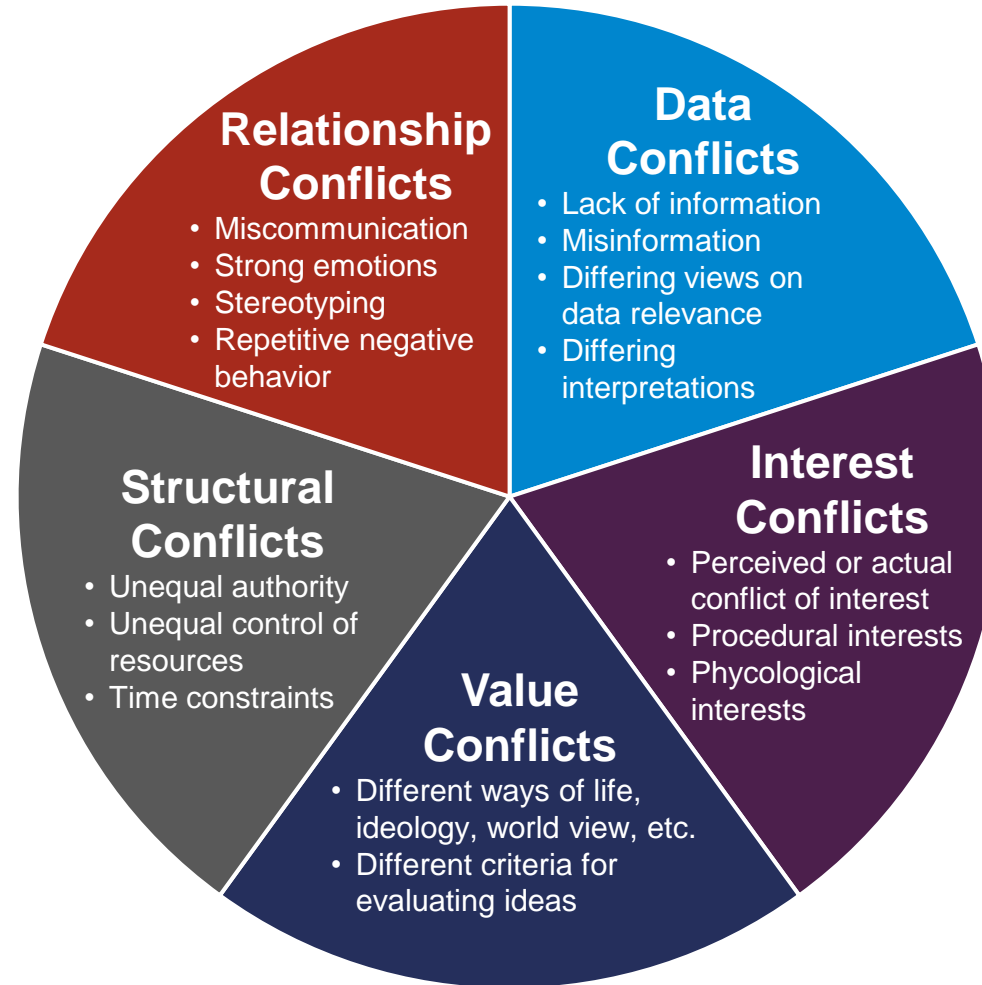 Relationship
Conflicts
• Miscommunication
• Strong emotions
• Stereotyping
• Repetitive negative
behavior
Data
Conflicts
• Lack of information
• Misinformation
• Differing views on
data relevance
• Differing
interpretations
Interest
Conflicts
• Perceived or actual
conflict of interest
• Procedural interests
• Phycological
interests
Structural
Conflicts
• Unequal authority
• Unequal control of
resources
• Time constraints
Value
Conflicts
• Different ways of life,
ideology, world view, etc.
• Different criteria for
evaluating ideas